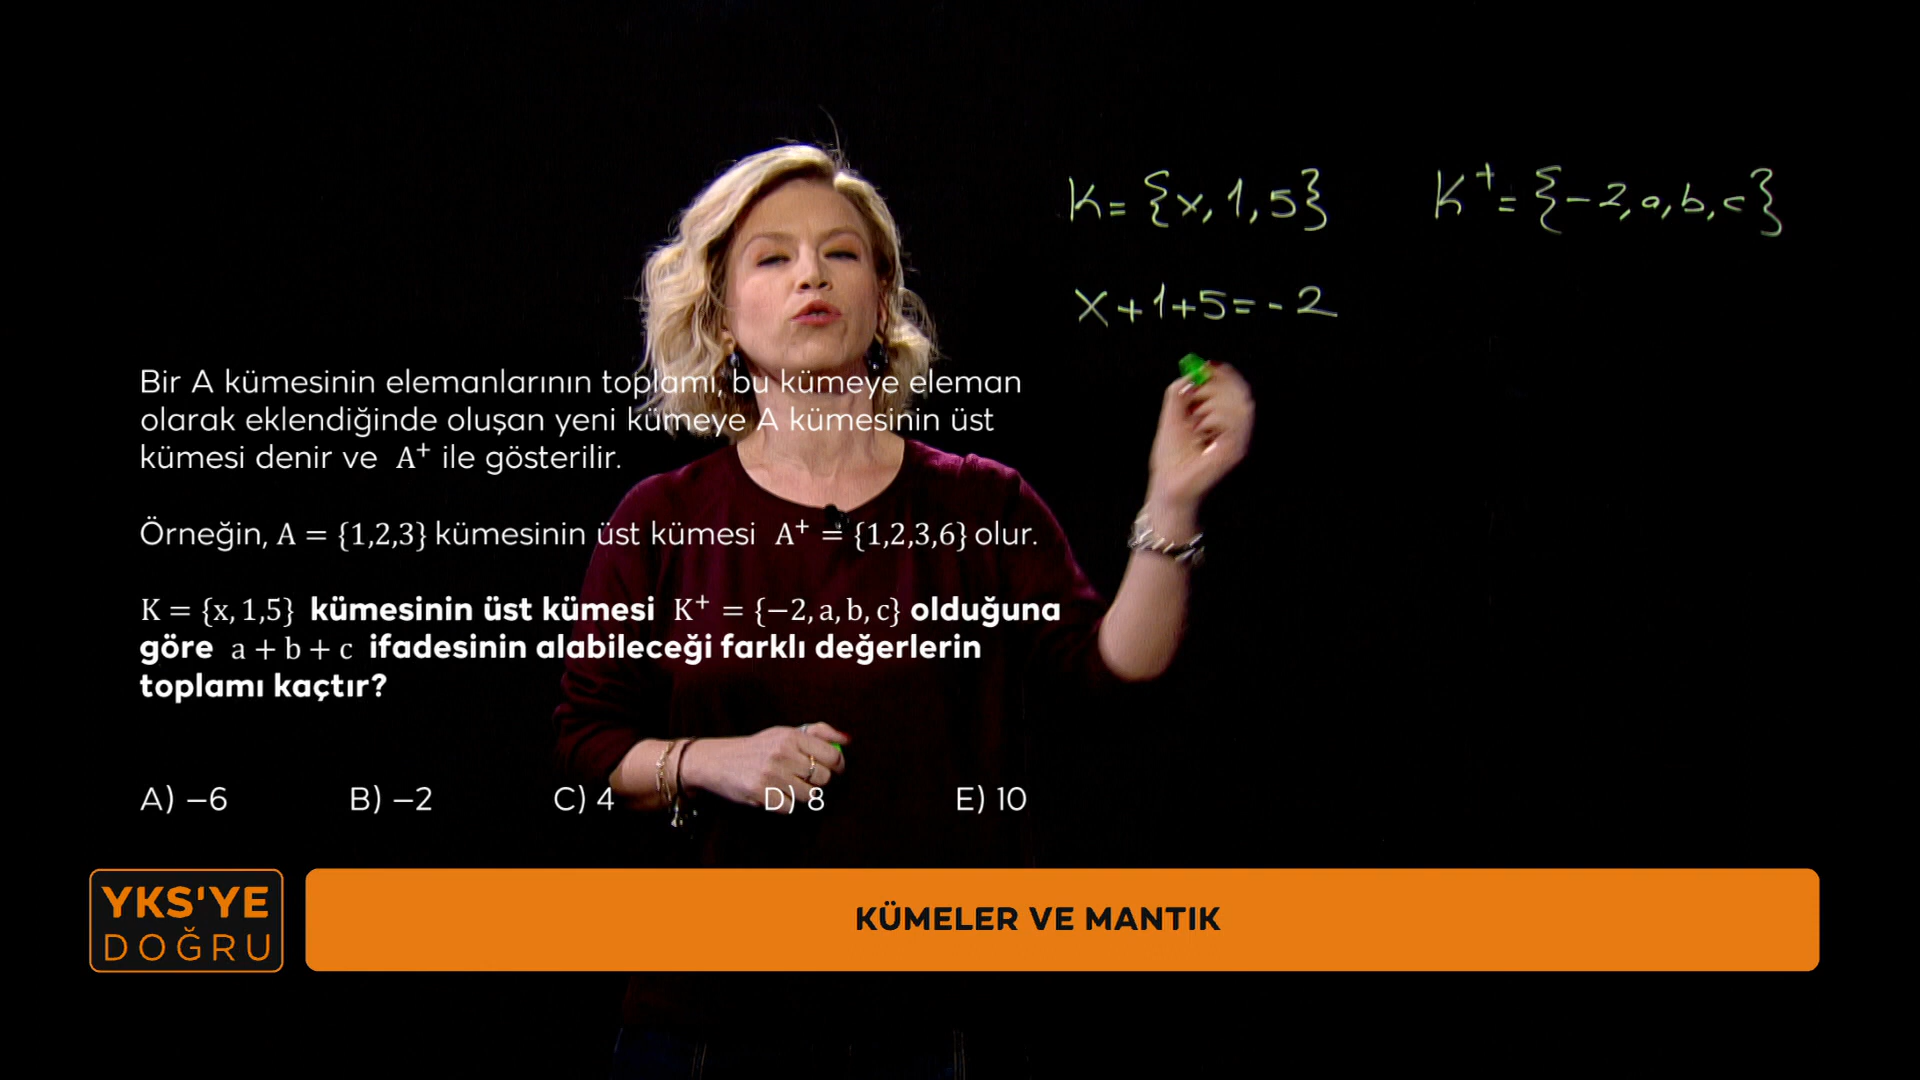 K = {x, 1, 5}
K⁺ = {-2, a, b, c}
x + 1 + 5 = -2
Bir A kümesinin elemanlarının toplamı, bu kümeye eleman
olarak eklendiğinde oluşan yeni kümeye A kümesinin üst
kümesi denir ve A⁺ ile gösterilir.
Örneğin, A = {1,2,3} kümesinin üst kümesi A⁺ = {1,2,3,6} olur.
K = {x, 1,5} kümesinin üst kümesi K⁺ = {−2, a, b, c} olduğuna
göre a + b + c ifadesinin alabileceği farklı değerlerin
toplamı kaçtır?
A) −6 B) −2 C) 4 D) 8 E) 10
YKS'YE
DOĞRU
KÜMELER VE MANTIK